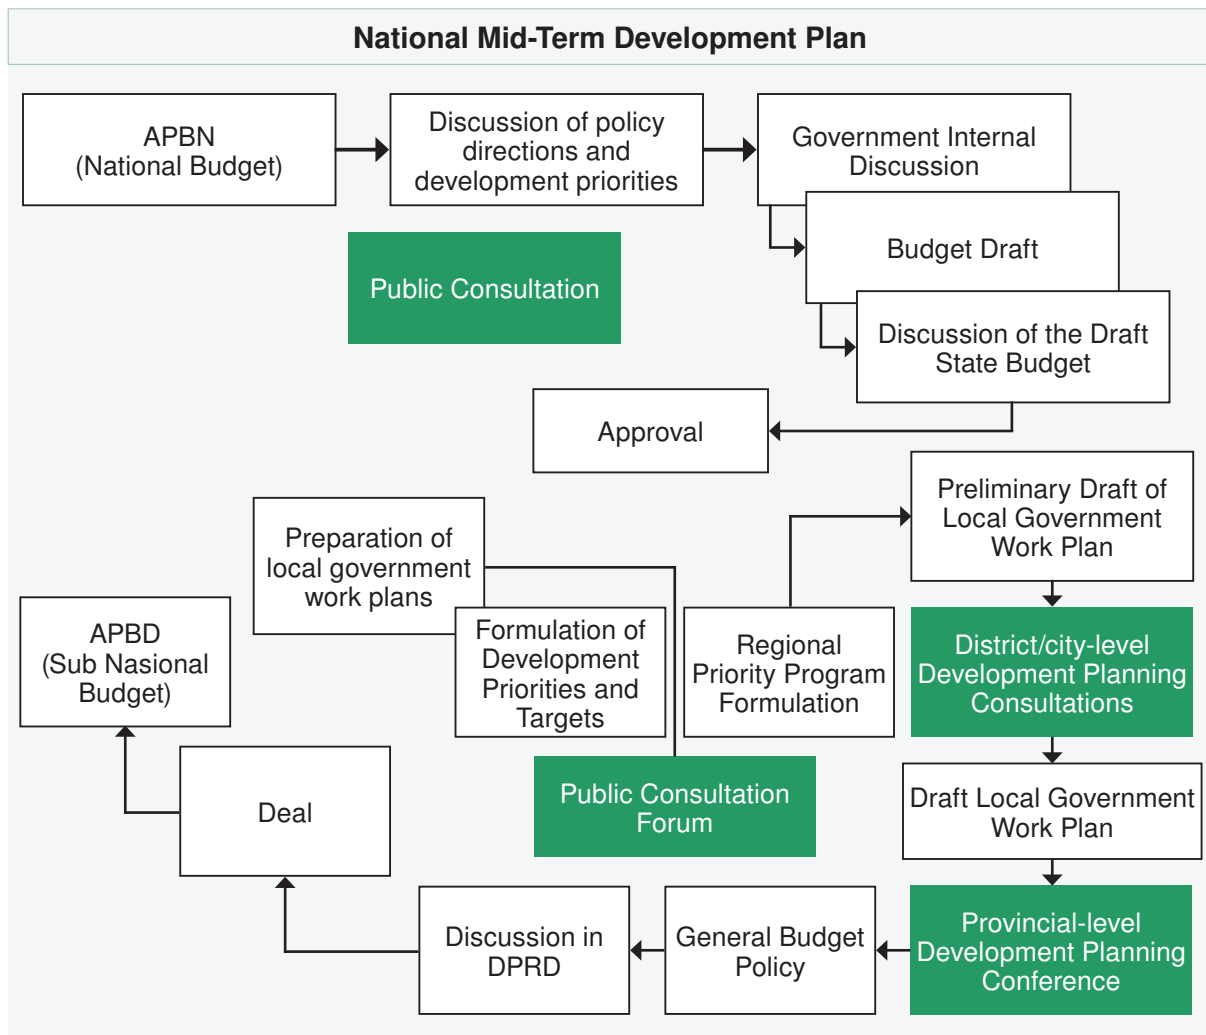 National Mid-Term Development Plan
APBN
(National Budget)
Discussion of policy
directions and
development priorities
Government Internal
Discussion
Public Consultation
Budget Draft
Discussion of the Draft
State Budget
Approval
Preparation of
local government
work plans
Formulation of
Development
Priorities and
Targets
Public Consultation
Forum
Regional
Priority Program
Formulation
Preliminary Draft of
Local Government
Work Plan
District/city-level
Development Planning
Consultations
Draft Local Government
Work Plan
Provincial-level
Development Planning
Conference
General Budget
Policy
Discussion in
DPRD
Deal
APBD
(Sub Nasional
Budget)